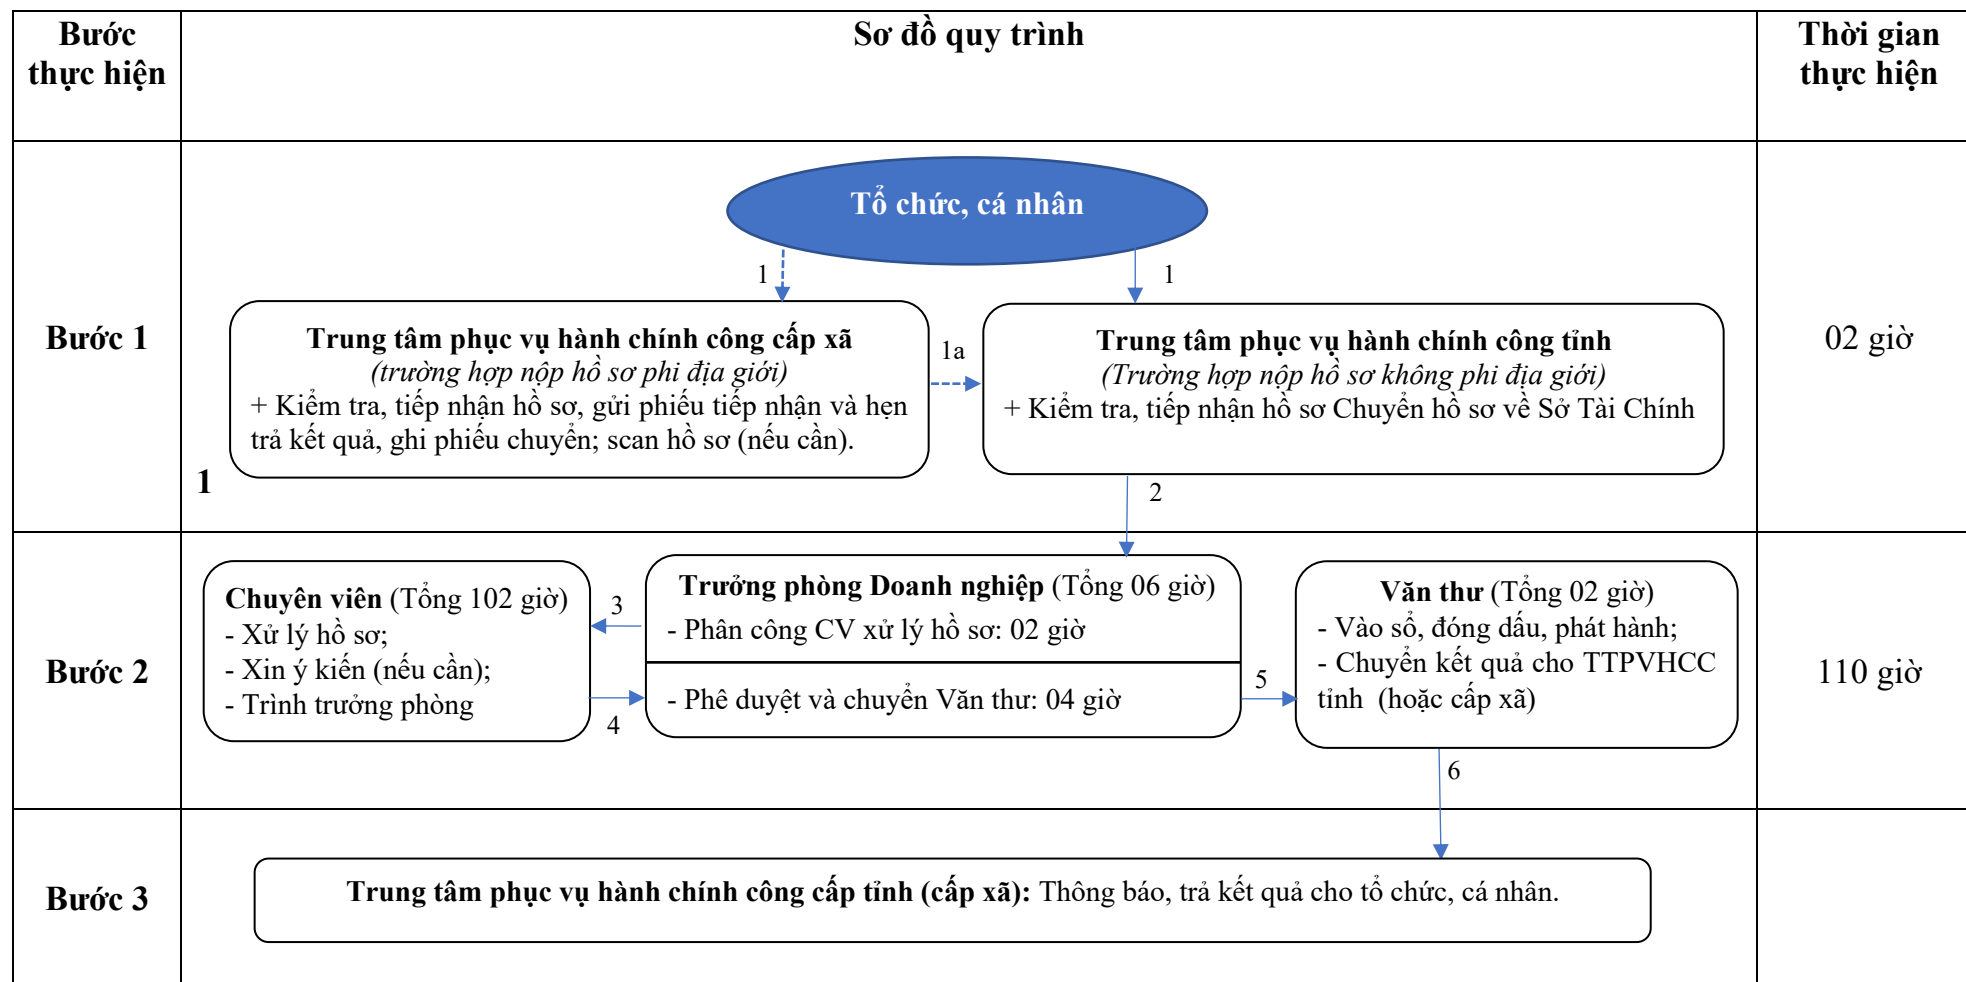 Bước
thực hiện
Sơ đồ quy trình
Thời gian
thực hiện
Bước 1
Tổ chức, cá nhân
1
1
Trung tâm phục vụ hành chính công cấp xã
(trường hợp nộp hồ sơ phi địa giới)
+ Kiểm tra, tiếp nhận hồ sơ, gửi phiếu tiếp nhận và hẹn
trả kết quả, ghi phiếu chuyển; scan hồ sơ (nếu cần).
1a
Trung tâm phục vụ hành chính công tỉnh
(Trường hợp nộp hồ sơ không phi địa giới)
+ Kiểm tra, tiếp nhận hồ sơ Chuyển hồ sơ về Sở Tài Chính
1
2
02 giờ
Bước 2
Chuyên viên (Tổng 102 giờ)
- Xử lý hồ sơ;
- Xin ý kiến (nếu cần);
- Trình trưởng phòng
3
4
Trưởng phòng Doanh nghiệp (Tổng 06 giờ)
- Phân công CV xử lý hồ sơ: 02 giờ
- Phê duyệt và chuyển Văn thư: 04 giờ
5
Văn thư (Tổng 02 giờ)
- Vào sổ, đóng dấu, phát hành;
- Chuyển kết quả cho TTPVHCC
tỉnh (hoặc cấp xã)
6
110 giờ
Bước 3
Trung tâm phục vụ hành chính công cấp tỉnh (cấp xã): Thông báo, trả kết quả cho tổ chức, cá nhân.